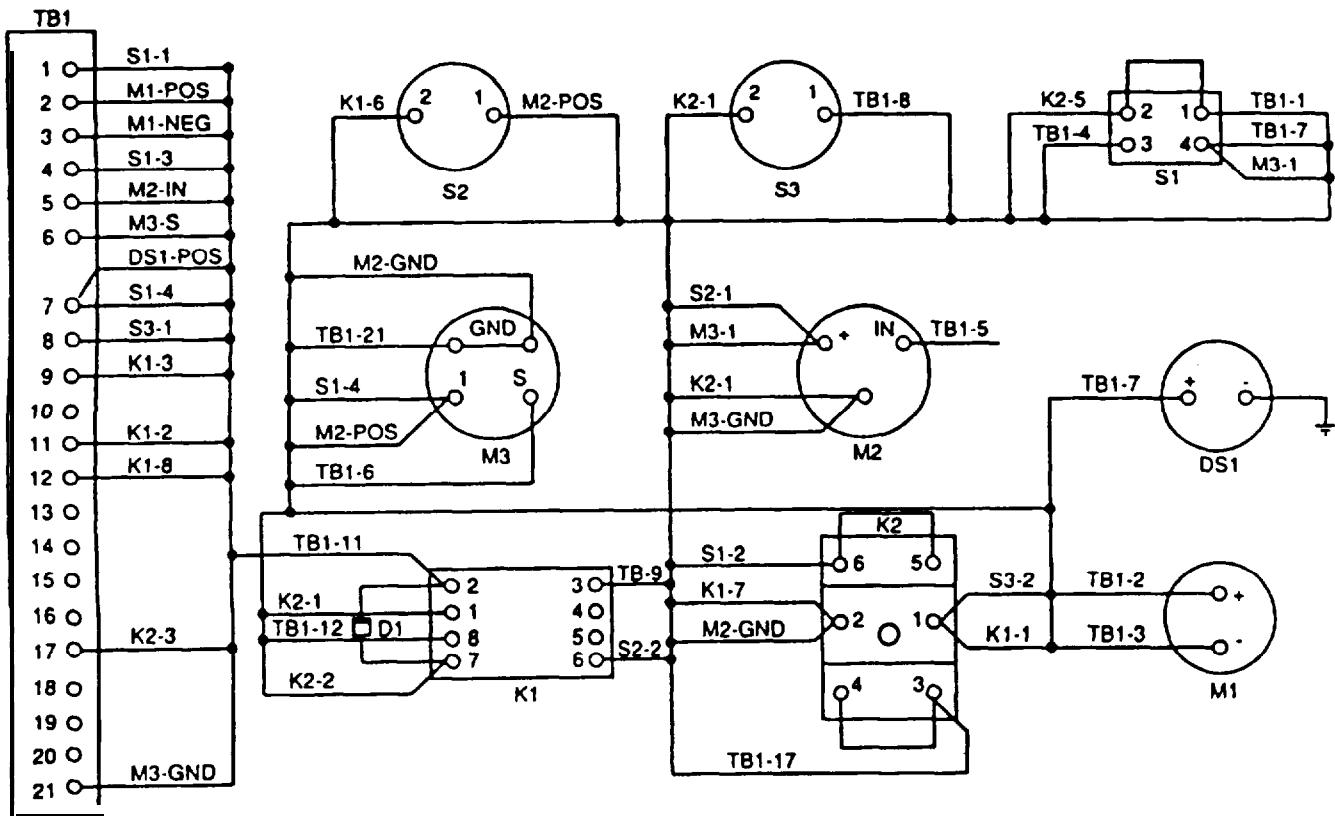 TB1
1 S1-1
2 M1-POS
3 M1-NEG
4 S1-3
5 M2-IN
6 M3-S
DS1-POS
7 S1-4
8 S3-1
9 K1-3
10
11 K1-2
12 K1-8
13
14
15
16
17 K2-3
18
19
20
21 M3-GND
K1-6 2 1 M2-POS
S2
K2-1 2 1 TB1-8
S3
K2-5 2 1 TB1-1
TB1-4 3 4 TB1-7
M3-1
S1
M2-GND
TB1-21 GND
S1-4 1 S
M2-POS
M3
TB1-6
S2-1
M3-1 + IN TB1-5
K2-1
M3-GND
M2
TB1-7 + -
DS1
TB1-11
2 3 TB-9
K2-1 1 4
TB1-12 D1 8 5
7 6 S2-2
K2-2
K1
K2
S1-2 6 5
K1-7 2 1 S3-2
M2-GND K1-1
4 3
TB1-17
TB1-2 +
TB1-3 -
M1